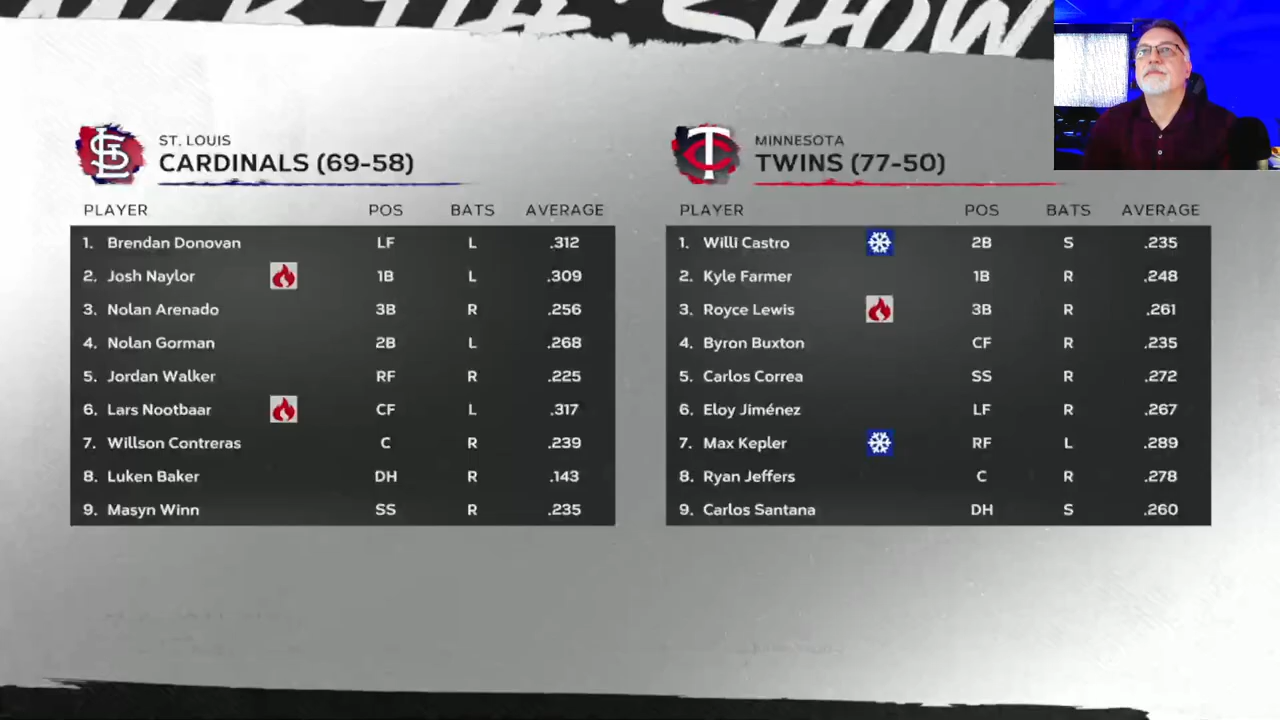 MLB THE SHOW
ST. LOUIS
CARDINALS (69-58)
PLAYER POS BATS AVERAGE
1. Brendan Donovan LF L .312
2. Josh Naylor 1B L .309
3. Nolan Arenado 3B R .256
4. Nolan Gorman 2B L .268
5. Jordan Walker RF R .225
6. Lars Nootbaar CF L .317
7. Willson Contreras C R .239
8. Luken Baker DH R .143
9. Masyn Winn SS R .235
MINNESOTA
TWINS (77-50)
PLAYER POS BATS AVERAGE
1. Willi Castro 2B S .235
2. Kyle Farmer 1B R .248
3. Royce Lewis 3B R .261
4. Byron Buxton CF R .235
5. Carlos Correa SS R .272
6. Eloy Jiménez LF R .267
7. Max Kepler RF L .289
8. Ryan Jeffers C R .278
9. Carlos Santana DH S .260